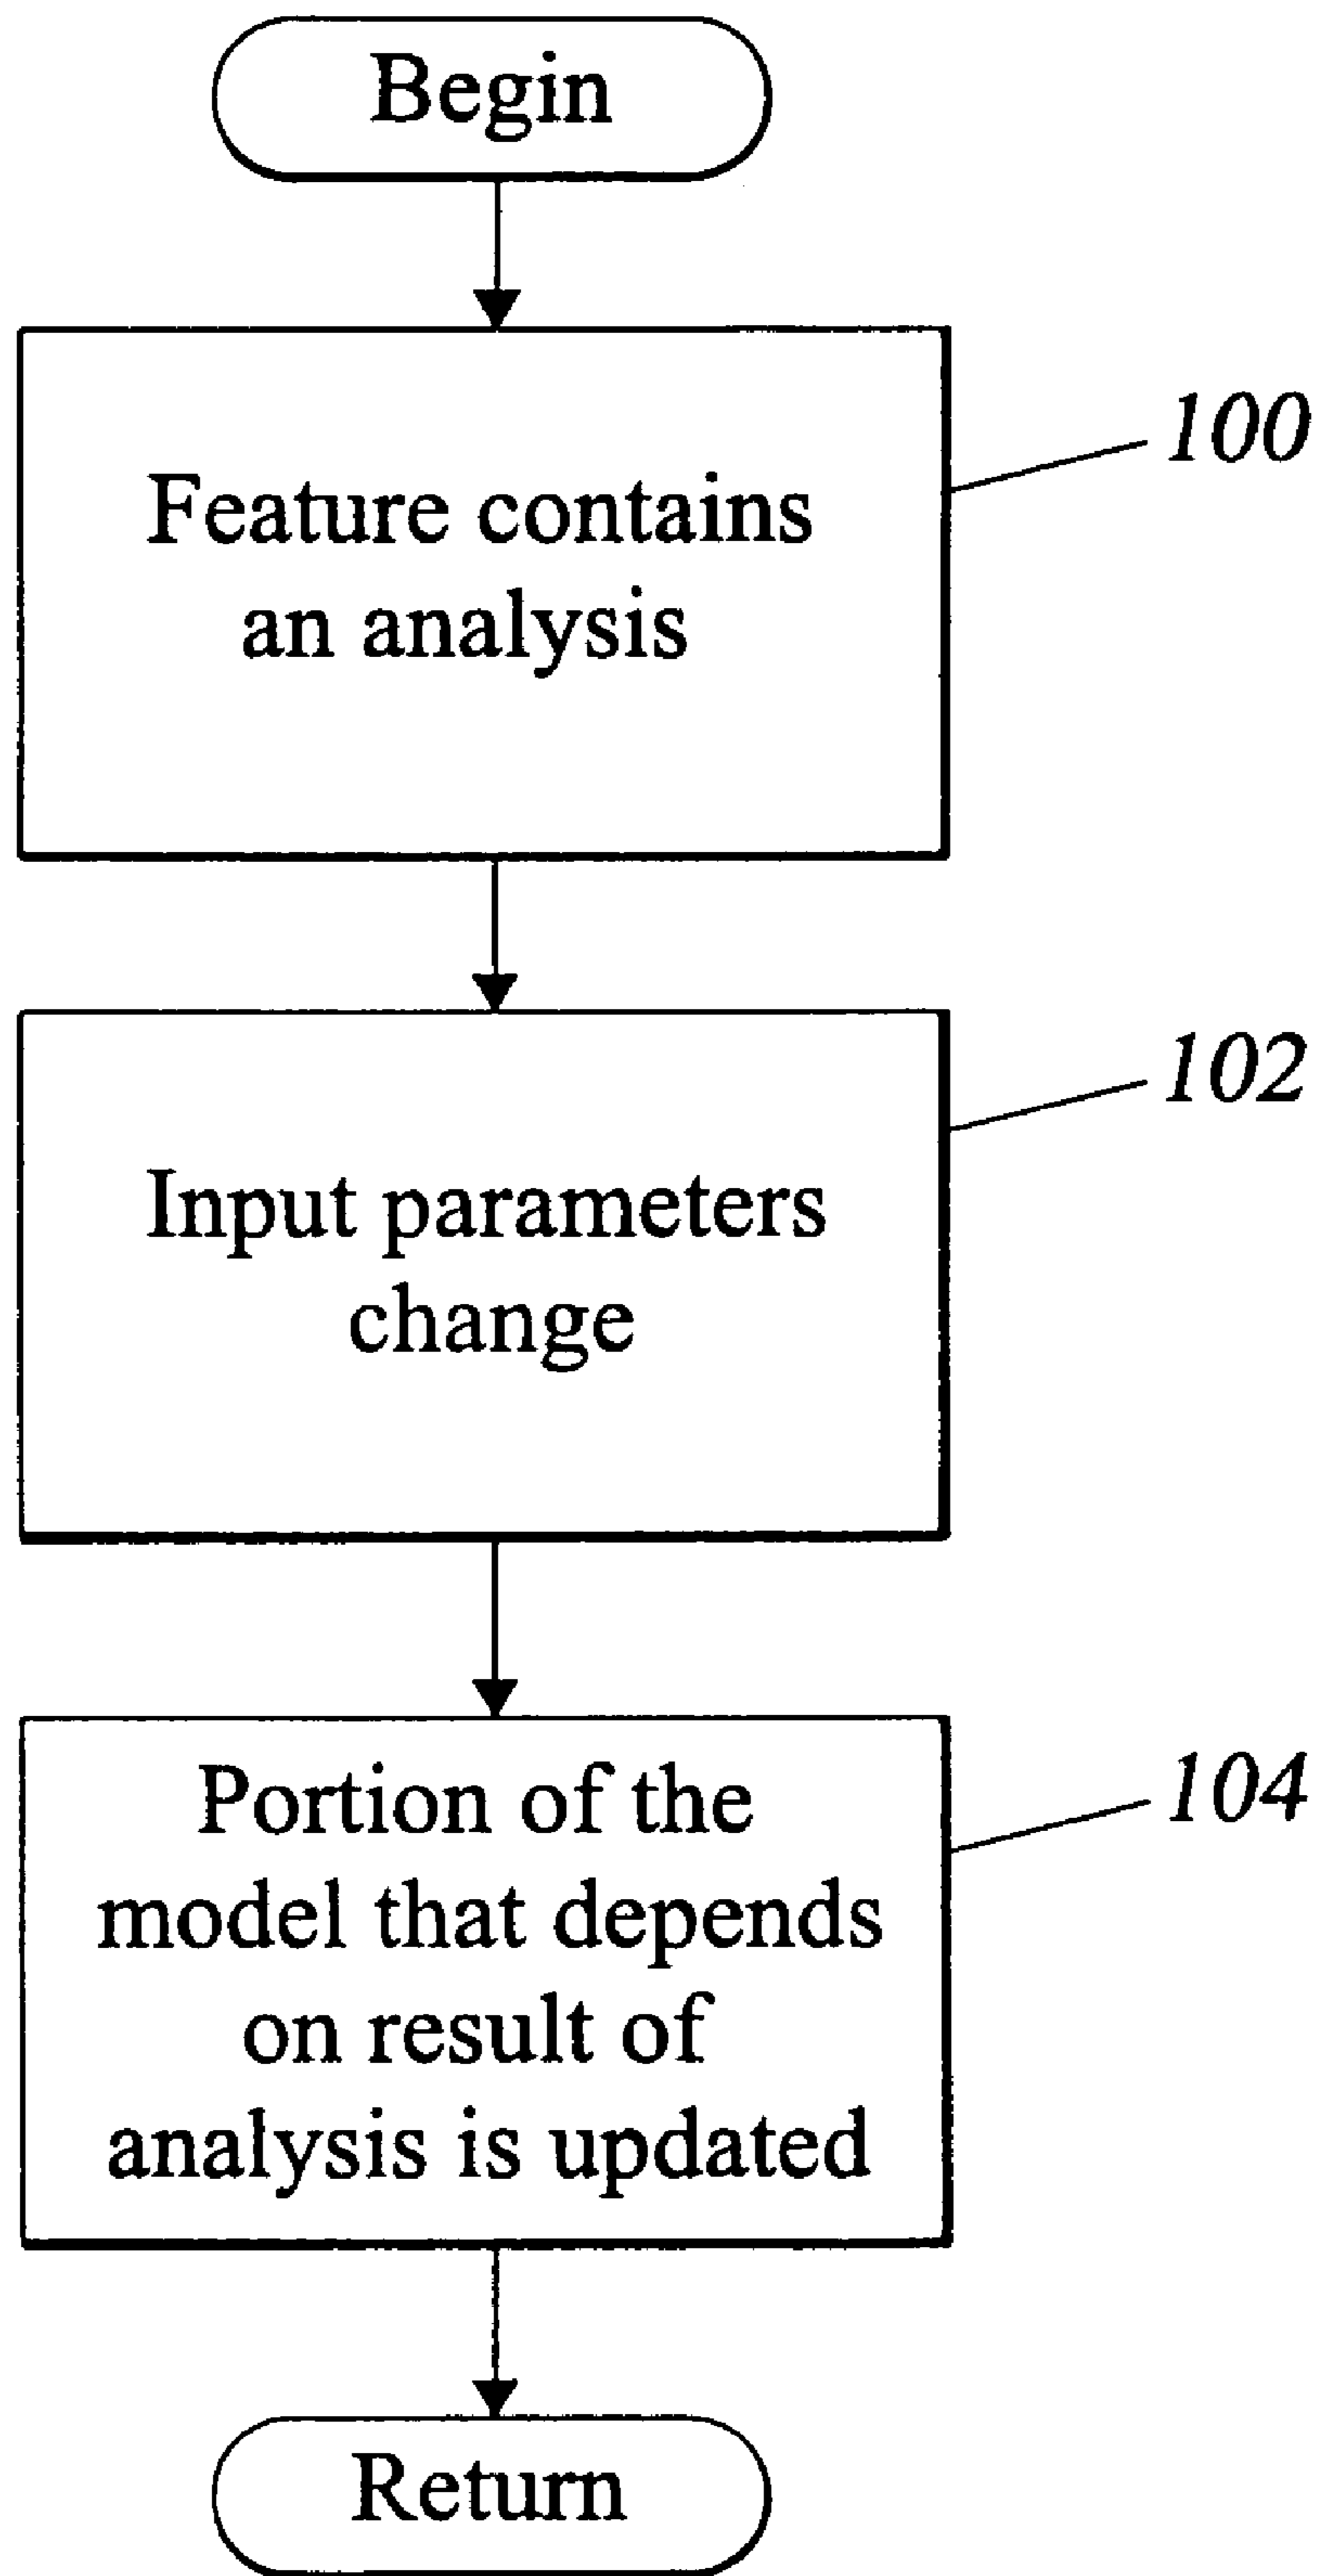 Begin
Feature contains
an analysis
100
Input parameters
change
102
Portion of the
model that depends
on result of
analysis is updated
104
Return